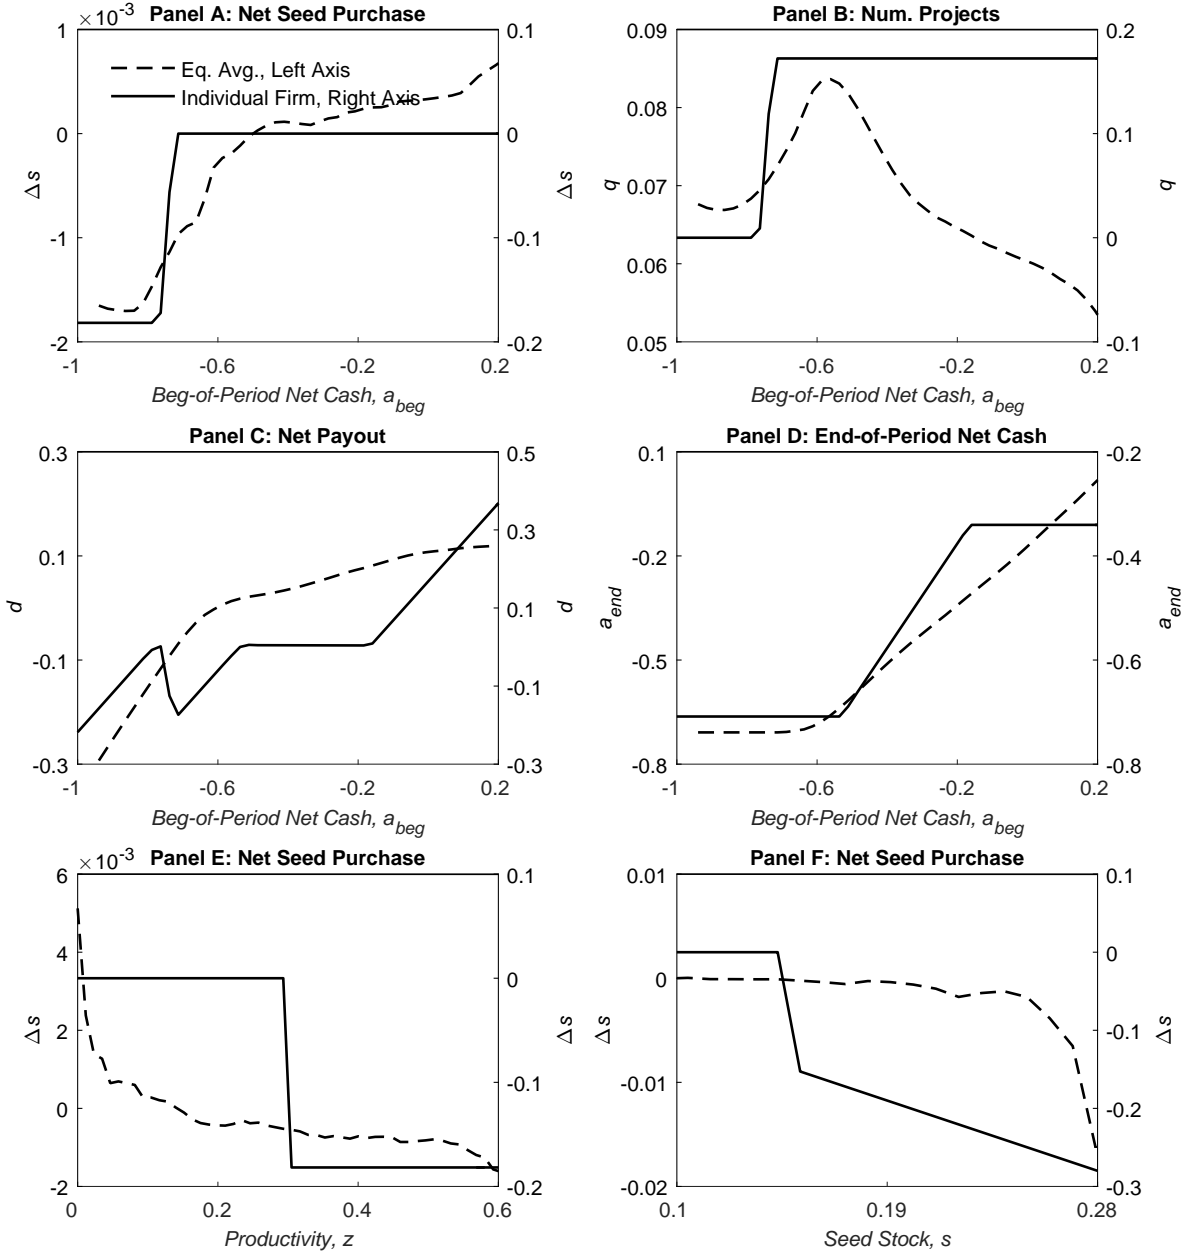 ×10^-3 Panel A: Net Seed Purchase
1 0.1
Eq. Avg., Left Axis
Individual Firm, Right Axis
0 0
Δs Δs
-1 -0.1
-2 -0.2
-1 -0.6 -0.2 0.2
Beg-of-Period Net Cash, a_beg
Panel B: Num. Projects
0.09 0.2
0.08 0.1
q q
0.07
0.06 0
0.05 -0.1
-1 -0.6 -0.2 0.2
Beg-of-Period Net Cash, a_beg
Panel C: Net Payout
0.3 0.5
0.1 0.3
d d
0.1
-0.1 -0.1
-0.3 -0.3
-1 -0.6 -0.2 0.2
Beg-of-Period Net Cash, a_beg
Panel D: End-of-Period Net Cash
0.1 -0.2
-0.2 -0.4
a_end a_end
-0.5 -0.6
-0.8 -0.8
-1 -0.6 -0.2 0.2
Beg-of-Period Net Cash, a_beg
×10^-3 Panel E: Net Seed Purchase
6 0.1
4 0
2
Δs Δs
0 -0.1
-2 -0.2
0 0.2 0.4 0.6
Productivity, z
Panel F: Net Seed Purchase
0.01 0.1
0 0
Δs Δs
-0.1
-0.01 -0.2
-0.02 -0.3
0.1 0.19 0.28
Seed Stock, s